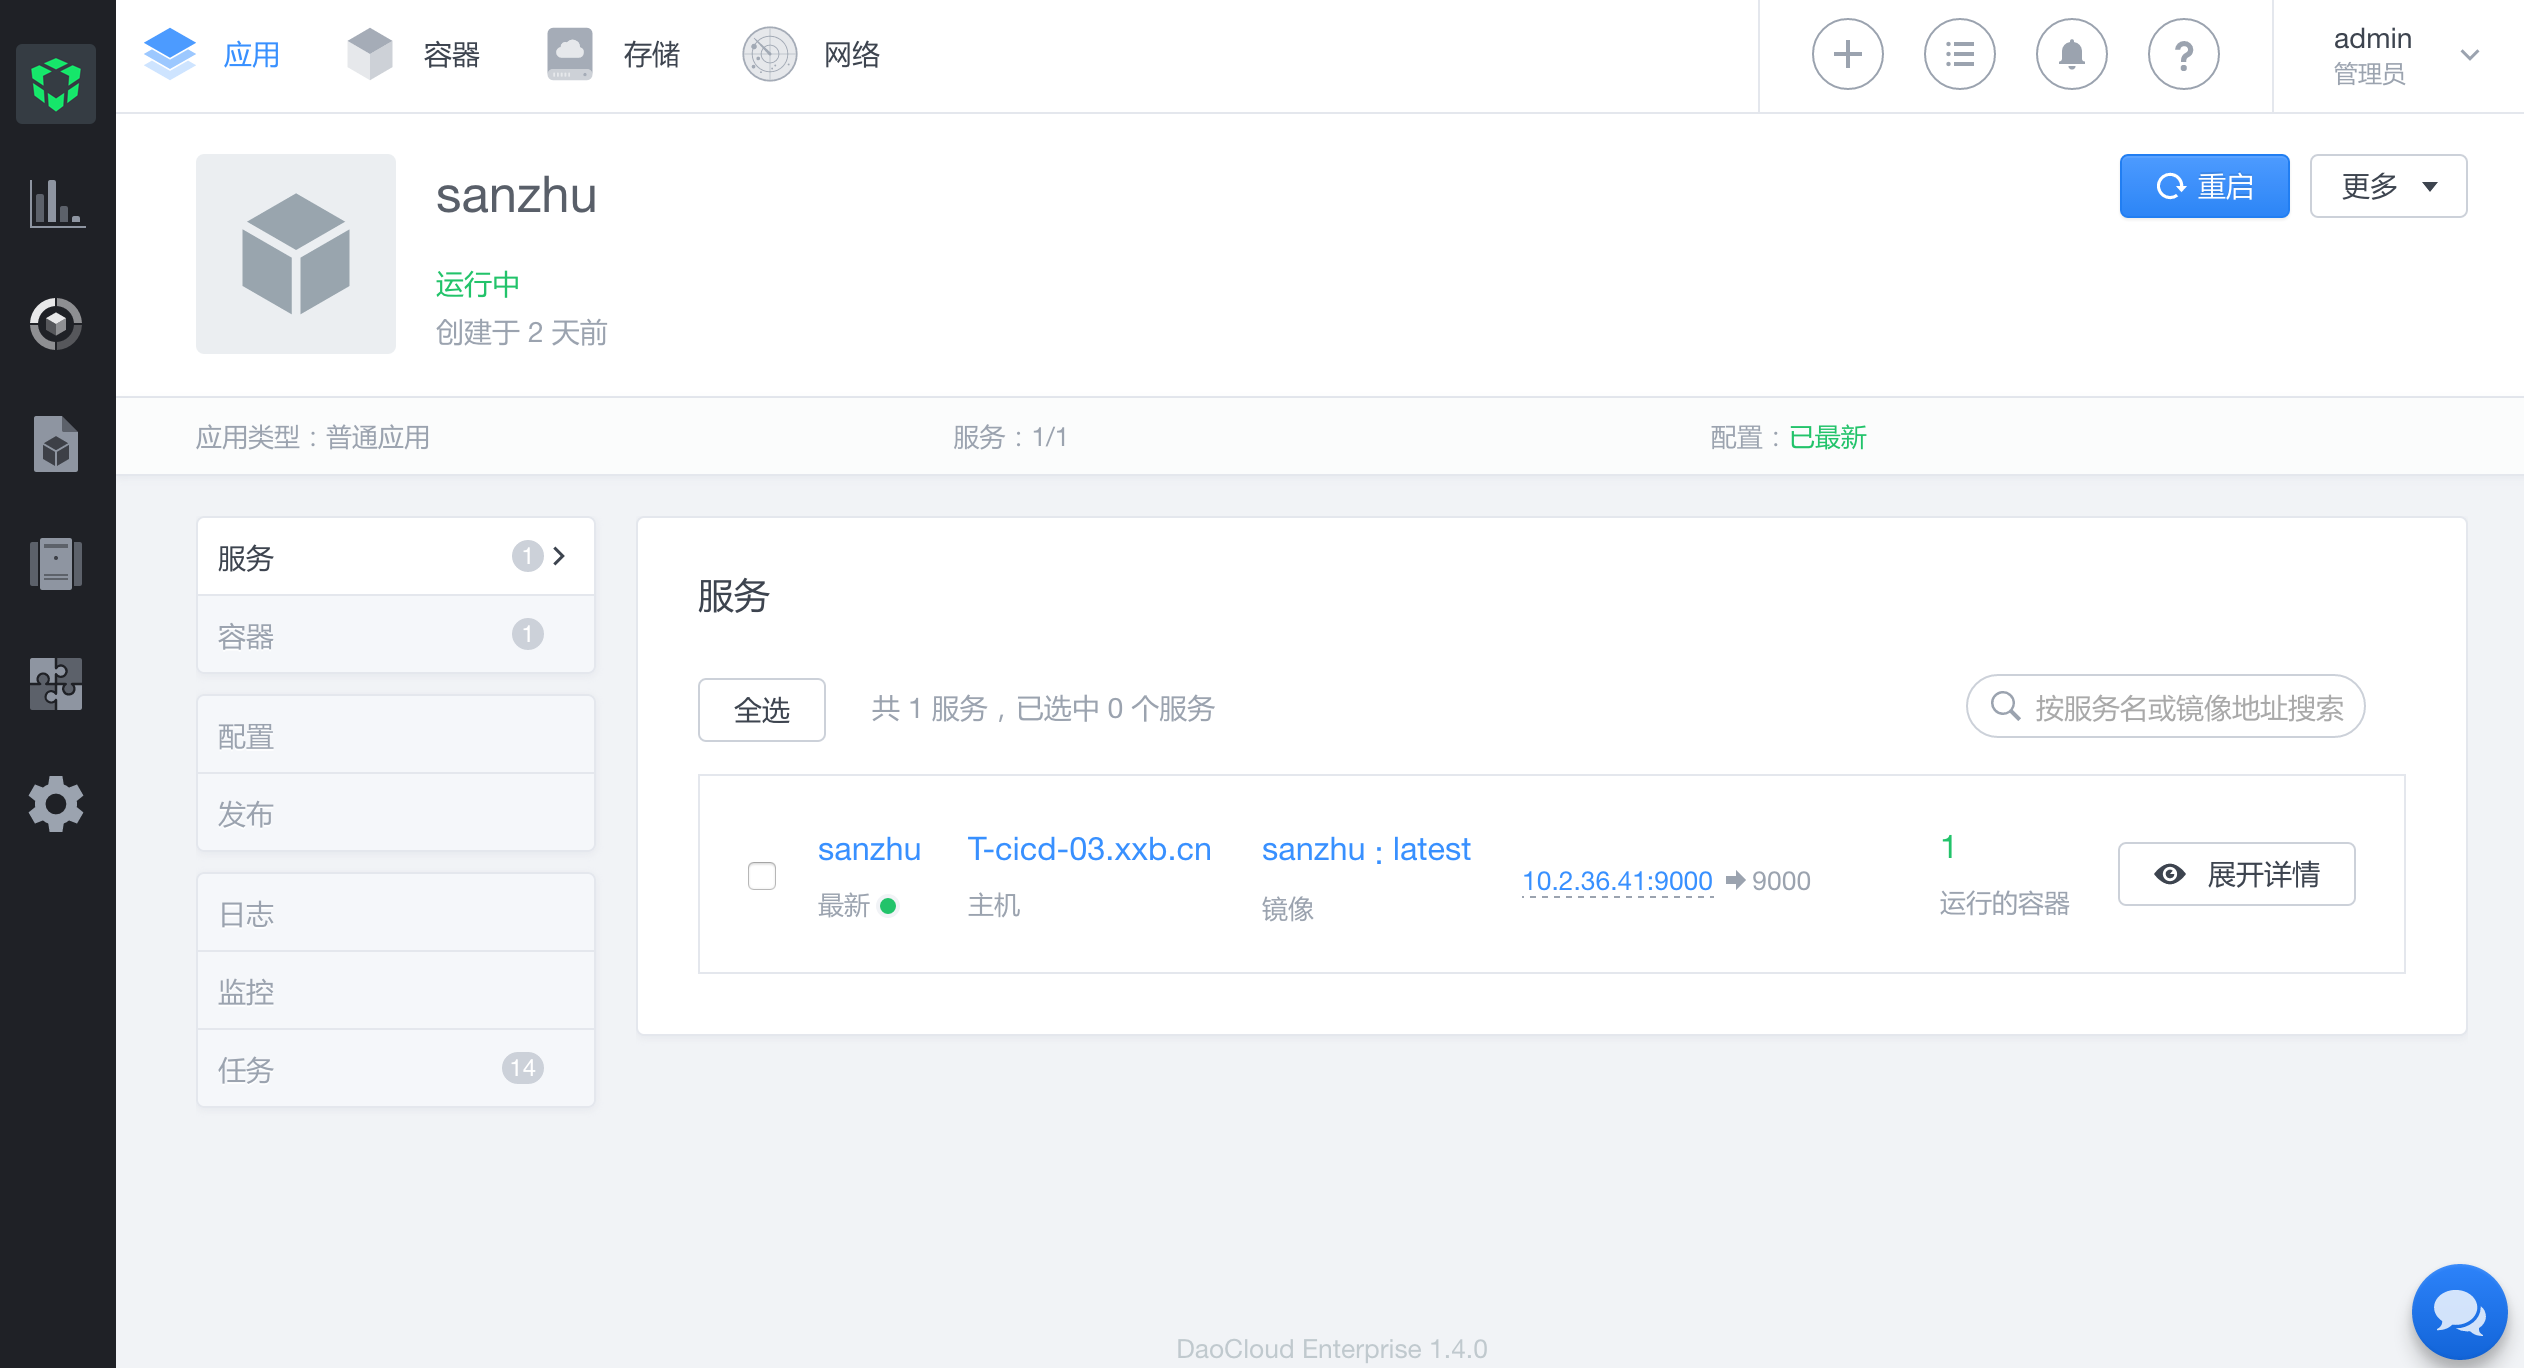 应用
容器
存储
网络
admin
管理员
sanzhu
重启
更多
运行中
创建于 2 天前
应用类型：普通应用
服务：1/1
配置：已最新
服务 1
容器 1
配置
发布
日志
监控
任务 14
服务
全选
共 1 服务，已选中 0 个服务
按服务名或镜像地址搜索
sanzhu
最新
T-cicd-03.xxb.cn
主机
sanzhu : latest
镜像
10.2.36.41:9000 9000
1
运行的容器
展开详情
DaoCloud Enterprise 1.4.0